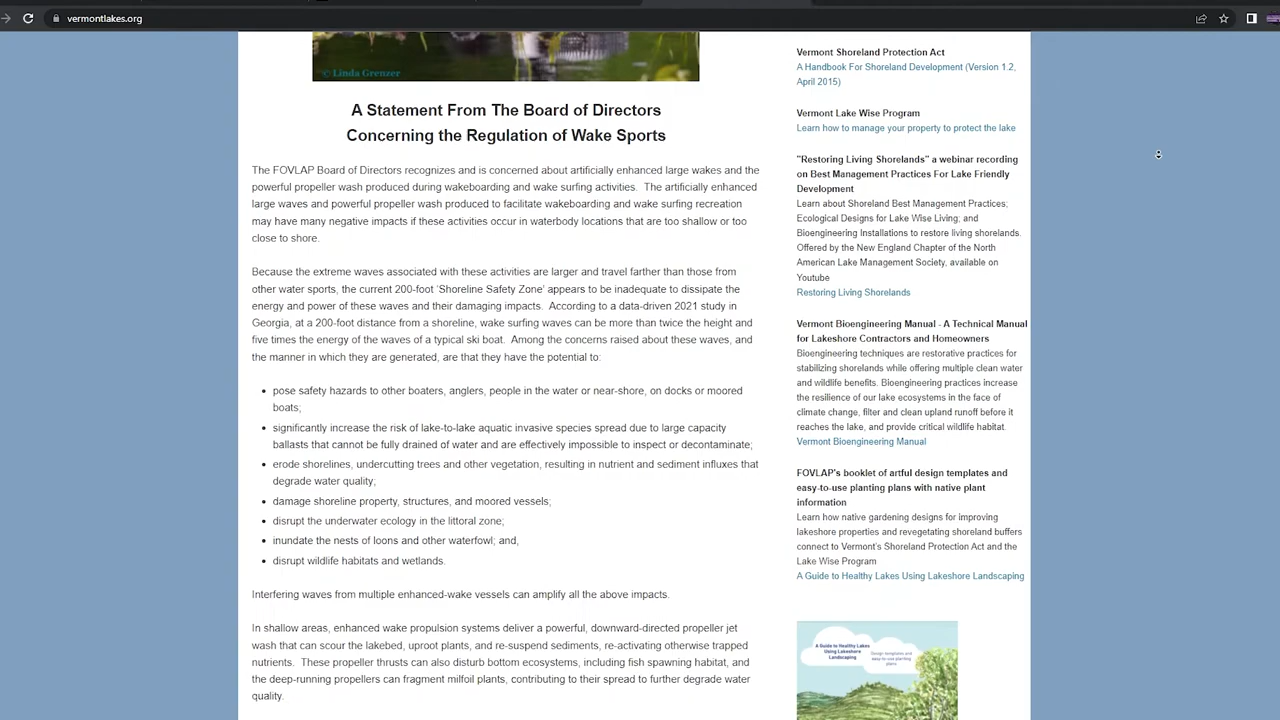 vermontlakes.org
© Linda Grenzer
A Statement From The Board of Directors
Concerning the Regulation of Wake Sports
The FOVLAP Board of Directors recognizes and is concerned about artificially enhanced large wakes and the
powerful propeller wash produced during wakeboarding and wake surfing activities.  The artificially enhanced
large waves and powerful propeller wash produced to facilitate wakeboarding and wake surfing recreation
may have many negative impacts if these activities occur in waterbody locations that are too shallow or too
close to shore.
Because the extreme waves associated with these activities are larger and travel farther than those from
other water sports, the current 200-foot 'Shoreline Safety Zone' appears to be inadequate to dissipate the
energy and power of these waves and their damaging impacts.  According to a data-driven 2021 study in
Georgia, at a 200-foot distance from a shoreline, wake surfing waves can be more than twice the height and
five times the energy of the waves of a typical ski boat.  Among the concerns raised about these waves, and
the manner in which they are generated, are that they have the potential to:
• pose safety hazards to other boaters, anglers, people in the water or near-shore, on docks or moored
boats;
• significantly increase the risk of lake-to-lake aquatic invasive species spread due to large capacity
ballasts that cannot be fully drained of water and are effectively impossible to inspect or decontaminate;
• erode shorelines, undercutting trees and other vegetation, resulting in nutrient and sediment influxes that
degrade water quality;
• damage shoreline property, structures, and moored vessels;
• disrupt the underwater ecology in the littoral zone;
• inundate the nests of loons and other waterfowl; and,
• disrupt wildlife habitats and wetlands.
Interfering waves from multiple enhanced-wake vessels can amplify all the above impacts.
In shallow areas, enhanced wake propulsion systems deliver a powerful, downward-directed propeller jet
wash that can scour the lakebed, uproot plants, and re-suspend sediments, re-activating otherwise trapped
nutrients.  These propeller thrusts can also disturb bottom ecosystems, including fish spawning habitat, and
the deep-running propellers can fragment milfoil plants, contributing to their spread to further degrade water
quality.
Vermont Shoreland Protection Act
A Handbook For Shoreland Development (Version 1.2,
April 2015)
Vermont Lake Wise Program
Learn how to manage your property to protect the lake
"Restoring Living Shorelands" a webinar recording
on Best Management Practices For Lake Friendly
Development
Learn about Shoreland Best Management Practices;
Ecological Designs for Lake Wise Living; and
Bioengineering Installations to restore living shorelands.
Offered by the New England Chapter of the North
American Lake Management Society, available on
Youtube
Restoring Living Shorelands
Vermont Bioengineering Manual - A Technical Manual
for Lakeshore Contractors and Homeowners
Bioengineering techniques are restorative practices for
stabilizing shorelands while offering multiple clean water
and wildlife benefits. Bioengineering practices increase
the resilience of our lake ecosystems in the face of
climate change, filter and clean upland runoff before it
reaches the lake, and provide critical wildlife habitat.
Vermont Bioengineering Manual
FOVLAP's booklet of artful design templates and
easy-to-use planting plans with native plant
information
Learn how native gardening designs for improving
lakeshore properties and revegetating shoreland buffers
connect to Vermont's Shoreland Protection Act and the
Lake Wise Program
A Guide to Healthy Lakes Using Lakeshore Landscaping
A Guide to Healthy Lakes
Using Lakeshore
Landscaping
Design templates and
easy-to-use planting
plans